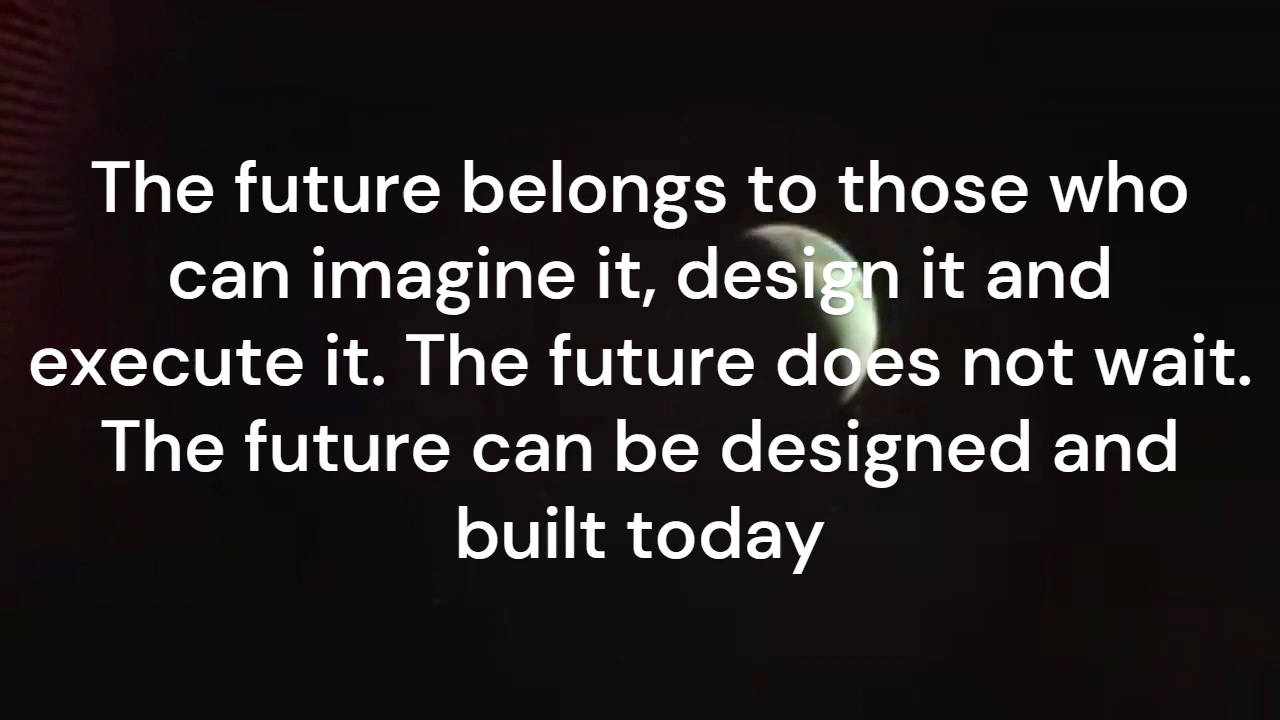 The future belongs to those who
can imagine it, design it and
execute it. The future does not wait.
The future can be designed and
built today